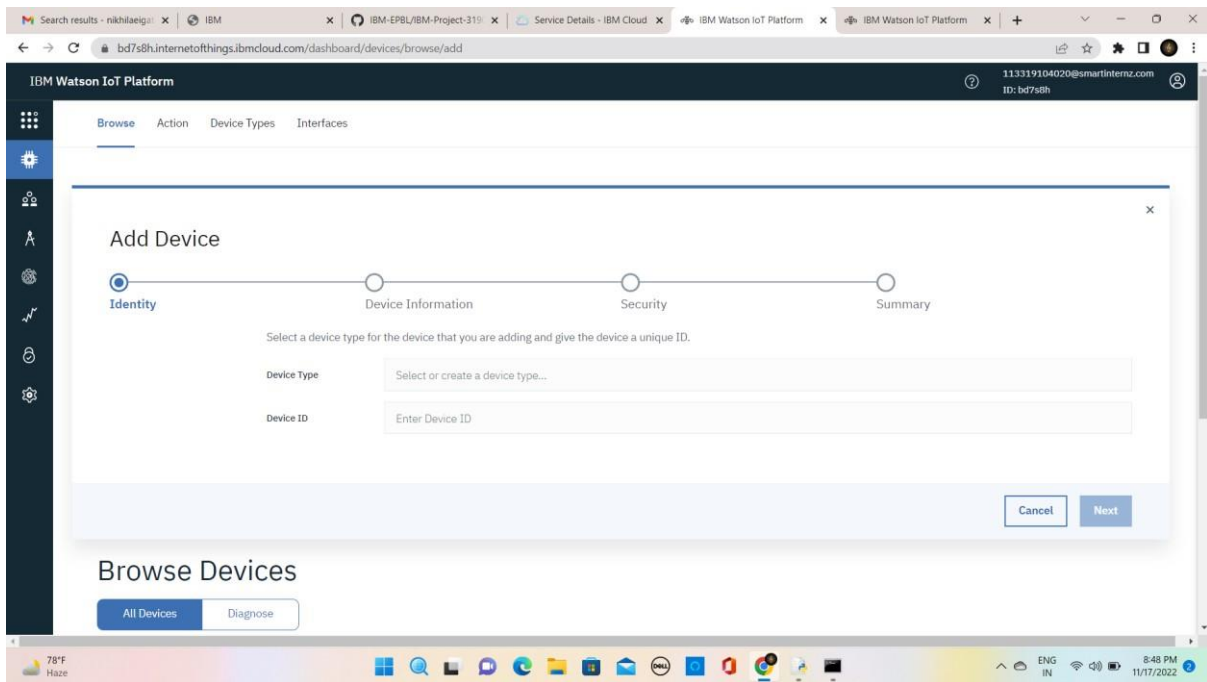 Search results - nikhilaeiga
IBM
IBM-EPBL/IBM-Project-319
Service Details - IBM Cloud
IBM Watson IoT Platform
IBM Watson IoT Platform
bd7s8h.internetofthings.ibmcloud.com/dashboard/devices/browse/add
IBM Watson IoT Platform
113319104020@smartinternz.com
ID: bd7s8h
Browse Action Device Types Interfaces
Add Device
Identity Device Information Security Summary
Select a device type for the device that you are adding and give the device a unique ID.
Device Type Select or create a device type...
Device ID Enter Device ID
Cancel Next
Browse Devices
All Devices Diagnose
78°F
Haze
DELL
ENG
IN
8:48 PM
11/17/2022
2